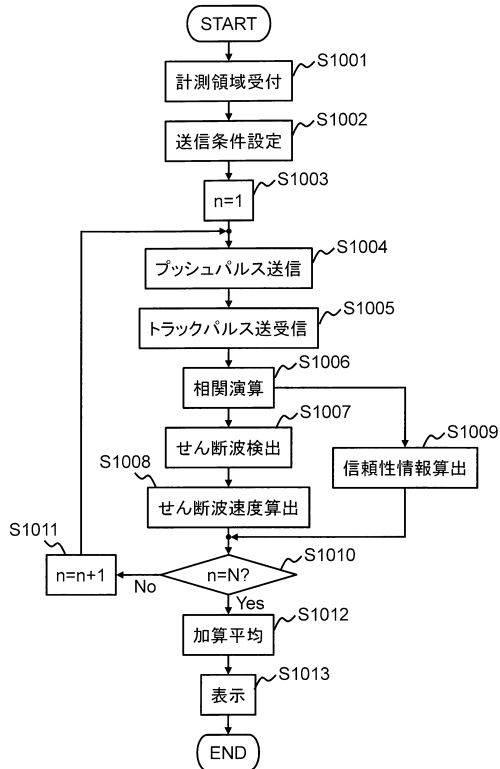 START
S1001
計測領域受付
S1002
送信条件設定
S1003
n=1
S1004
プッシュパルス送信
S1005
トラックパルス送受信
S1006
相関演算
S1007
せん断波検出
S1009
信頼性情報算出
S1008
せん断波速度算出
S1011
n=n+1
S1010
n=N?
No
Yes
S1012
加算平均
S1013
表示
END